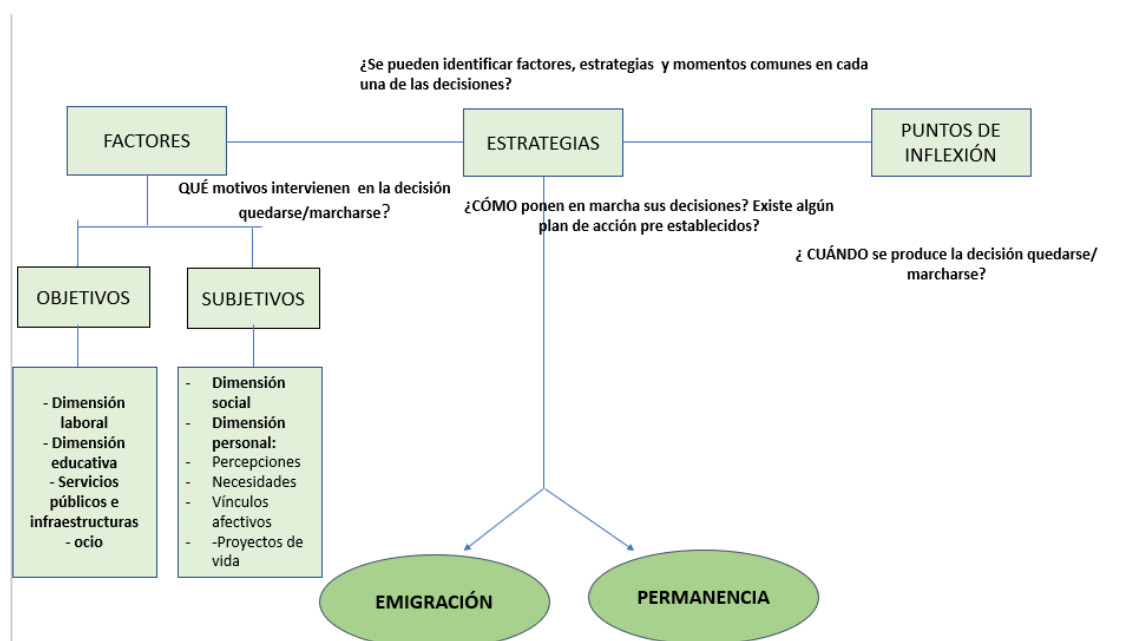 ¿Se pueden identificar factores, estrategias y momentos comunes en cada
una de las decisiones?
FACTORES
ESTRATEGIAS
PUNTOS DE
INFLEXIÓN
QUÉ motivos intervienen en la decisión
quedarse/marcharse?
¿CÓMO ponen en marcha sus decisiones? Existe algún
plan de acción pre establecidos?
¿ CUÁNDO se produce la decisión quedarse/
marcharse?
OBJETIVOS
SUBJETIVOS
- Dimensión
laboral
- Dimensión
educativa
- Servicios
públicos e
infraestructuras
- ocio
- Dimensión
social
- Dimensión
personal:
- Percepciones
- Necesidades
- Vínculos
afectivos
- -Proyectos de
vida
EMIGRACIÓN
PERMANENCIA